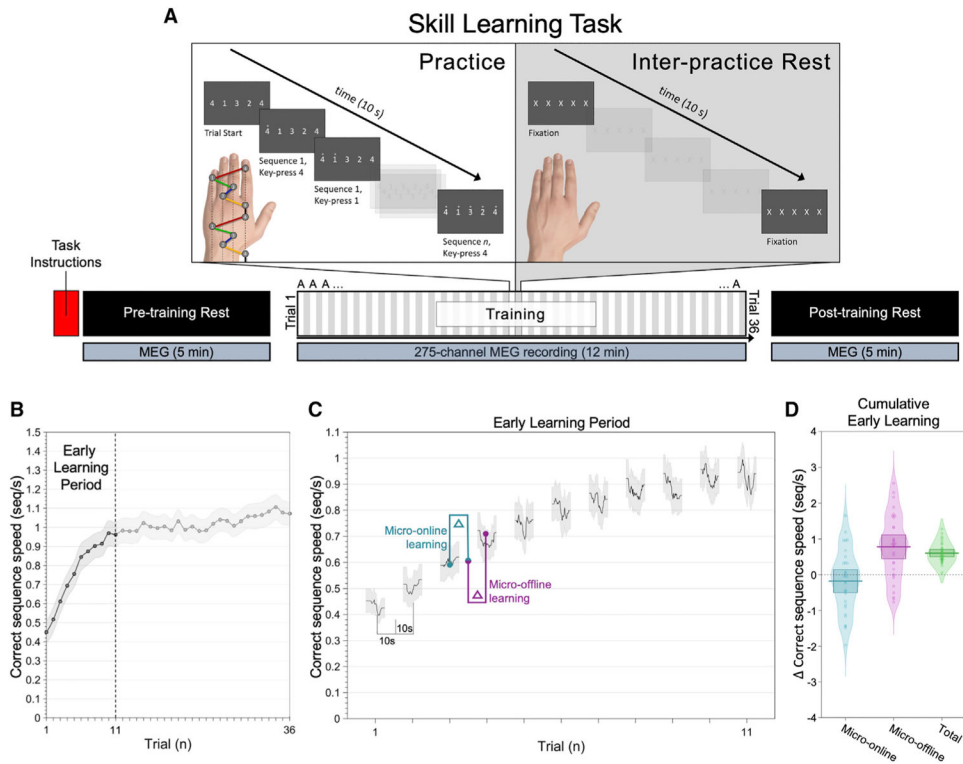 A
Skill Learning Task
Practice
Inter-practice Rest
time (10 s)
time (10 s)
4 1 3 2 4
Trial Start
4 1 3 2 4
Sequence 1,
Key-press 4
4 1 3 2 4
Sequence 1,
Key-press 1
4 1 3 2 4
Sequence n,
Key-press 4
X X X X X
Fixation
X X X X X
Fixation
Task
Instructions
Pre-training Rest
MEG (5 min)
A A A ...
... A
Trial 1
Training
Trial 36
275-channel MEG recording (12 min)
Post-training Rest
MEG (5 min)
B
Correct sequence speed (seq/s)
1.5
1.4
1.3
1.2
1.1
1
0.9
0.8
0.7
0.6
0.5
0.4
0.3
0.2
0.1
0
Early
Learning
Period
1 11 36
Trial (n)
C
Early Learning Period
Correct sequence speed (seq/s)
1.1
1
0.9
0.8
0.7
0.6
0.5
0.4
0.3
0.2
0.1
0
Micro-online
learning
Δ
Δ
Micro-offline
learning
10s
10s
1 11
Trial (n)
D
Cumulative
Early Learning
Δ Correct sequence speed (seq/s)
4
3
2
1
0
-1
-2
-3
-4
Micro-online
Micro-offline
Total